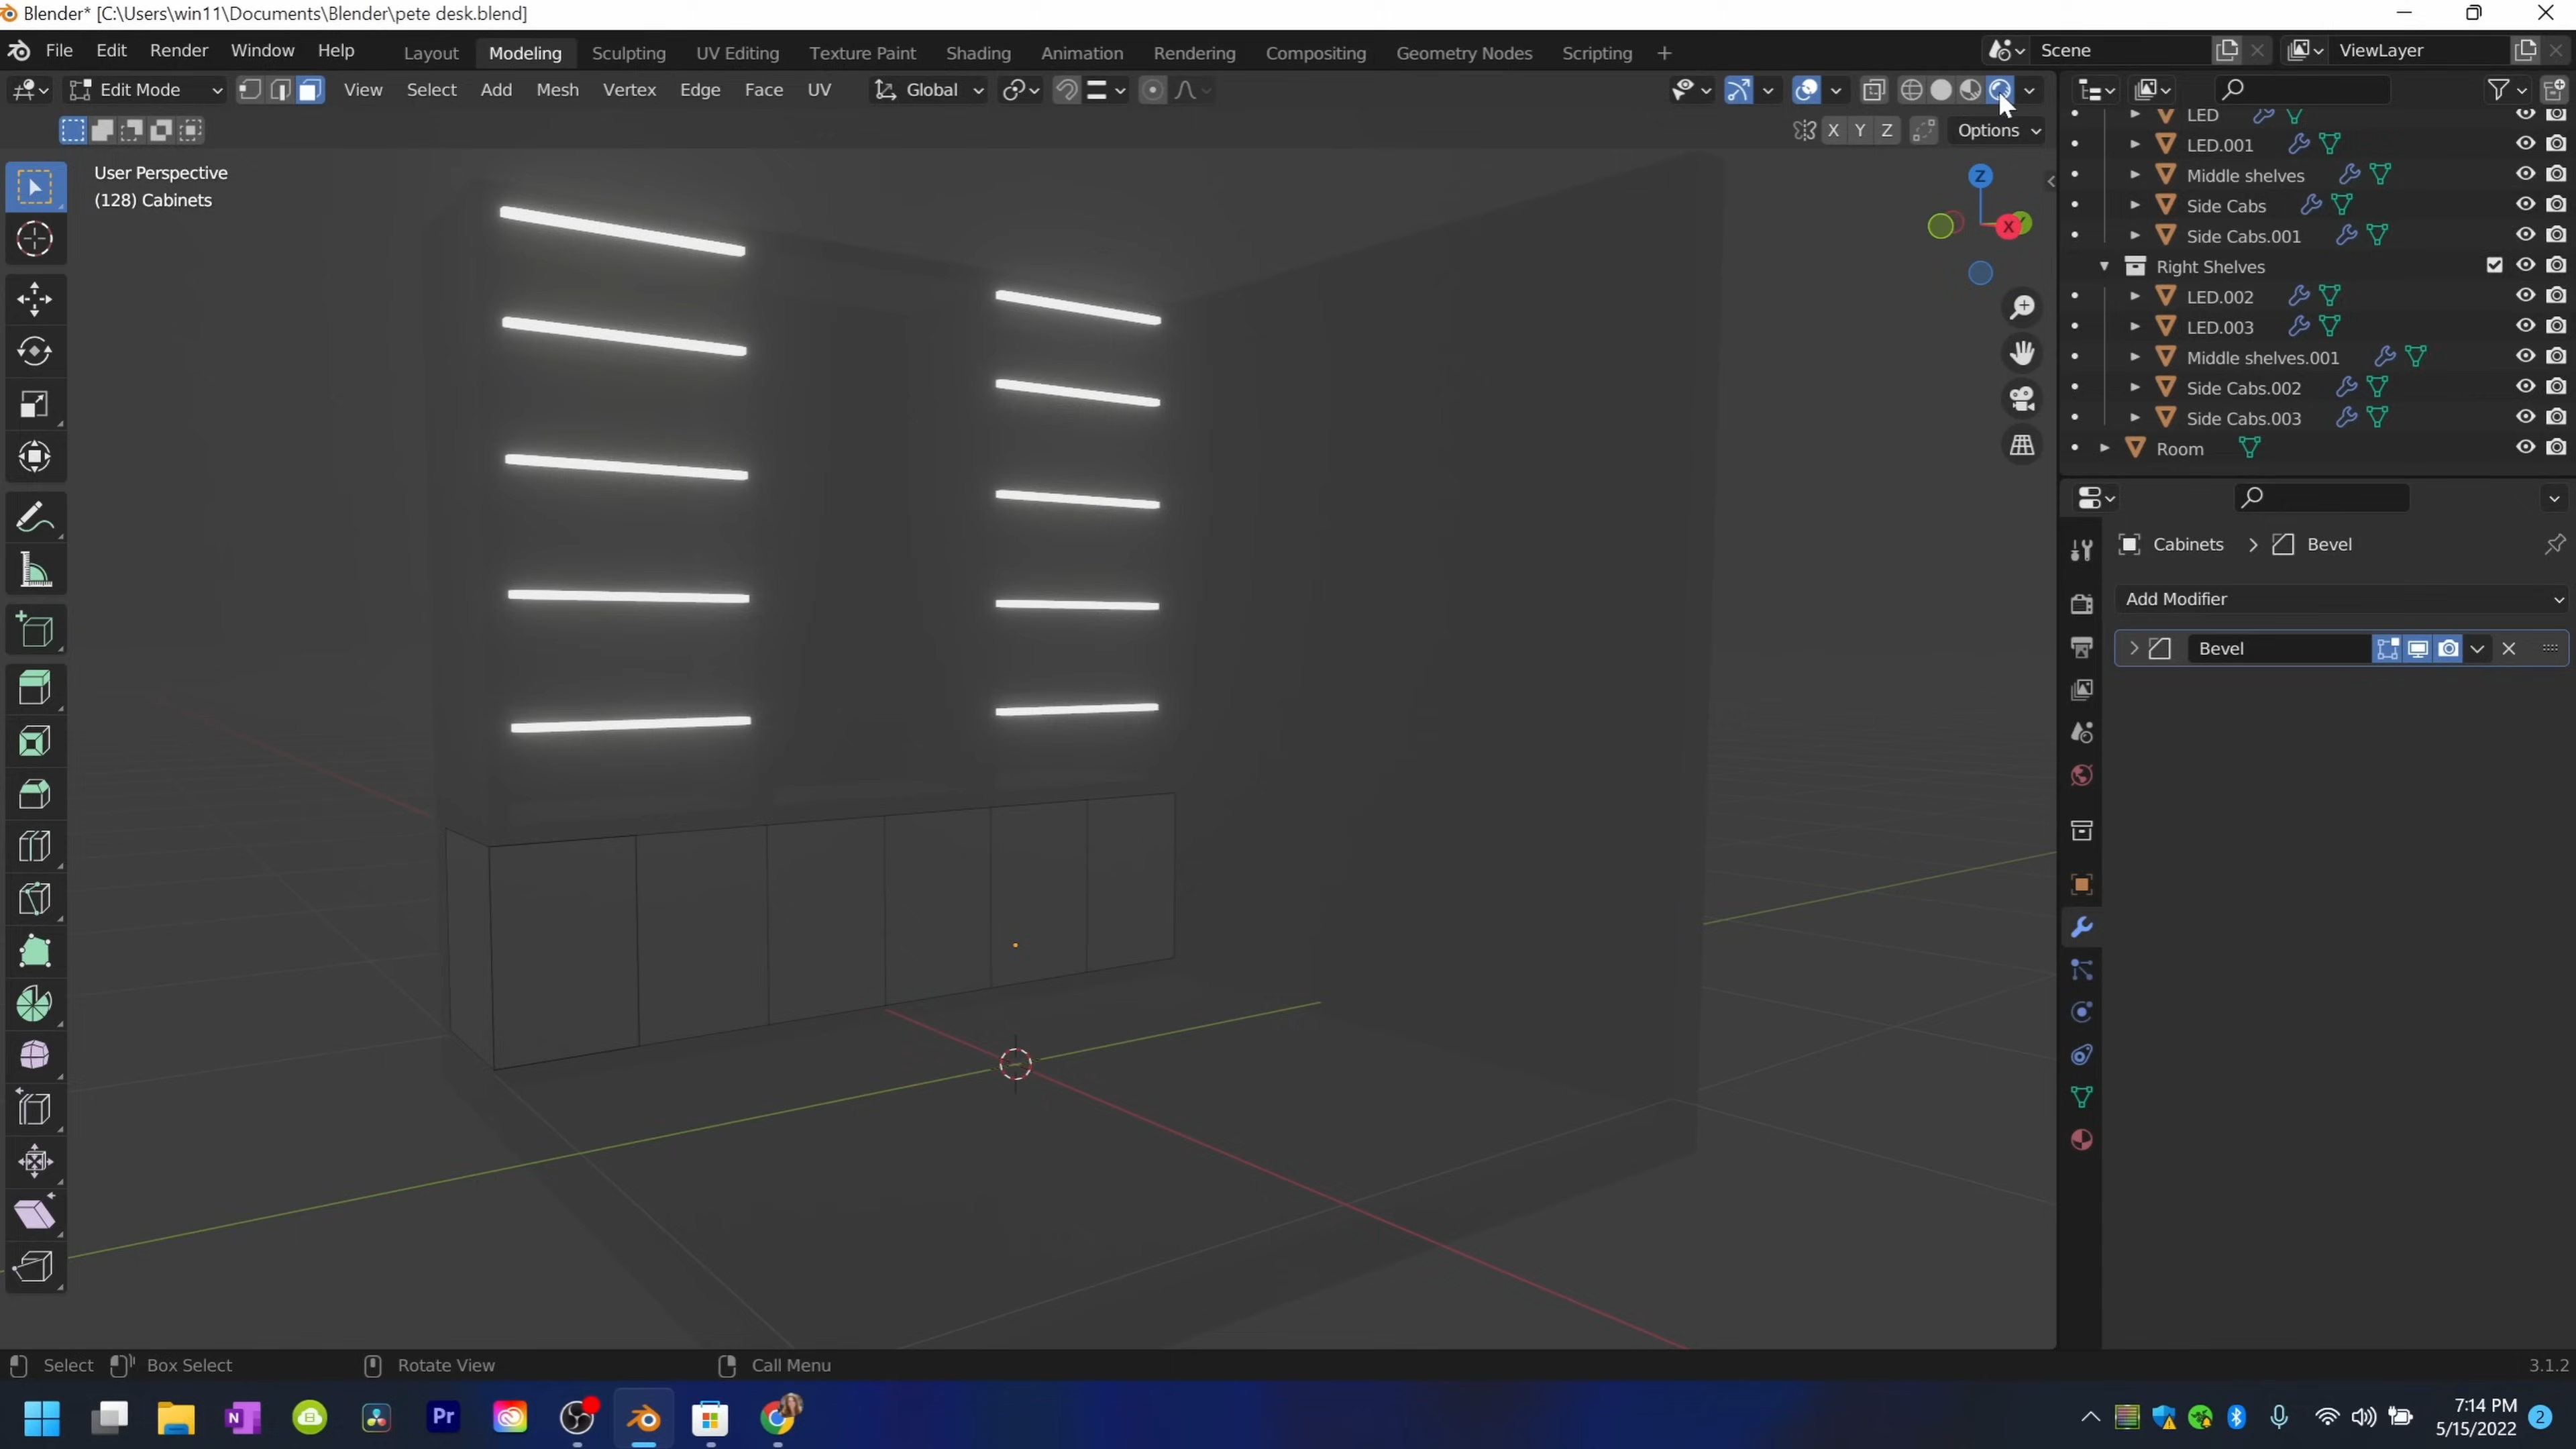 Blender* [C:\Users\win11\Documents\Blender\pete desk.blend]
File Edit Render Window Help Layout Modeling Sculpting UV Editing Texture Paint Shading Animation Rendering Compositing Geometry Nodes Scripting + Scene ViewLayer
Edit Mode View Select Add Mesh Vertex Edge Face UV Global
X Y Z Options
User Perspective
(128) Cabinets
Z
X
LED
LED.001
Middle shelves
Side Cabs
Side Cabs.001
Right Shelves
LED.002
LED.003
Middle shelves.001
Side Cabs.002
Side Cabs.003
Room
Cabinets > Bevel
Add Modifier
Bevel
Select Box Select Rotate View Call Menu 3.1.2
N Pr
7:14 PM
5/15/2022
2